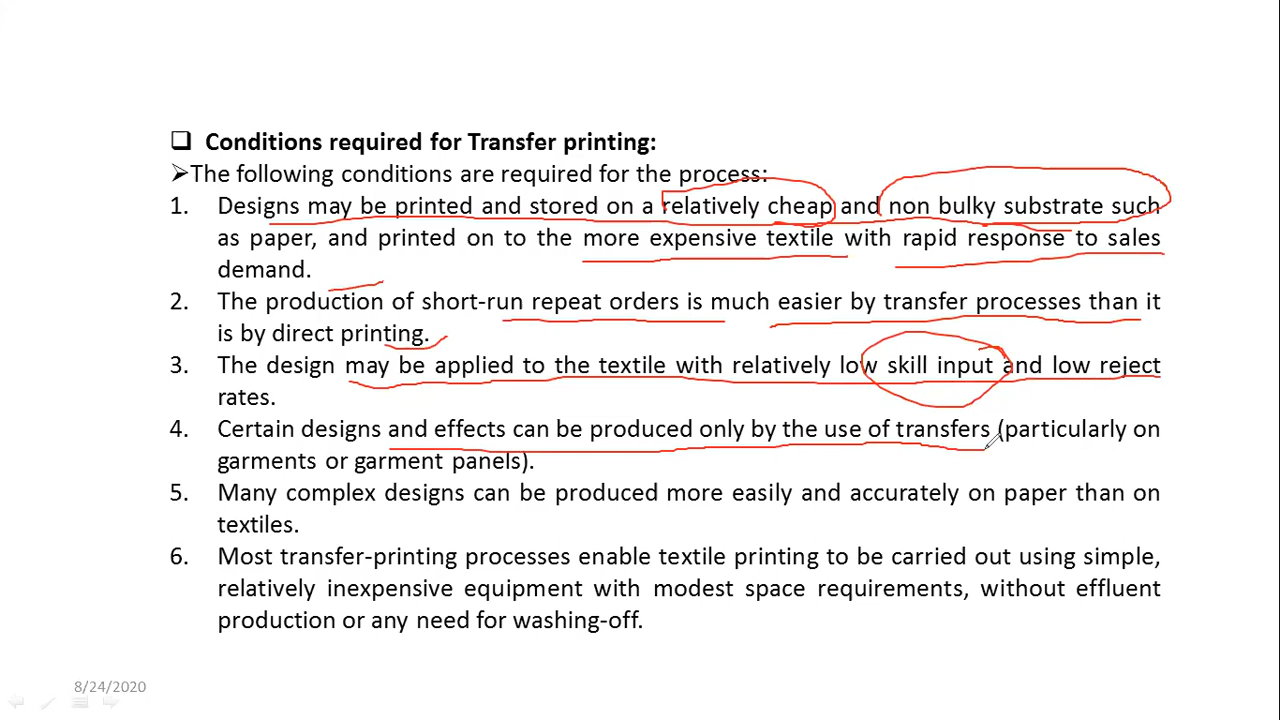 ❑ Conditions required for Transfer printing:
➢The following conditions are required for the process:
1. Designs may be printed and stored on a relatively cheap and non bulky substrate such
as paper, and printed on to the more expensive textile with rapid response to sales
demand.
2. The production of short-run repeat orders is much easier by transfer processes than it
is by direct printing.
3. The design may be applied to the textile with relatively low skill input and low reject
rates.
4. Certain designs and effects can be produced only by the use of transfers (particularly on
garments or garment panels).
5. Many complex designs can be produced more easily and accurately on paper than on
textiles.
6. Most transfer-printing processes enable textile printing to be carried out using simple,
relatively inexpensive equipment with modest space requirements, without effluent
production or any need for washing-off.
8/24/2020